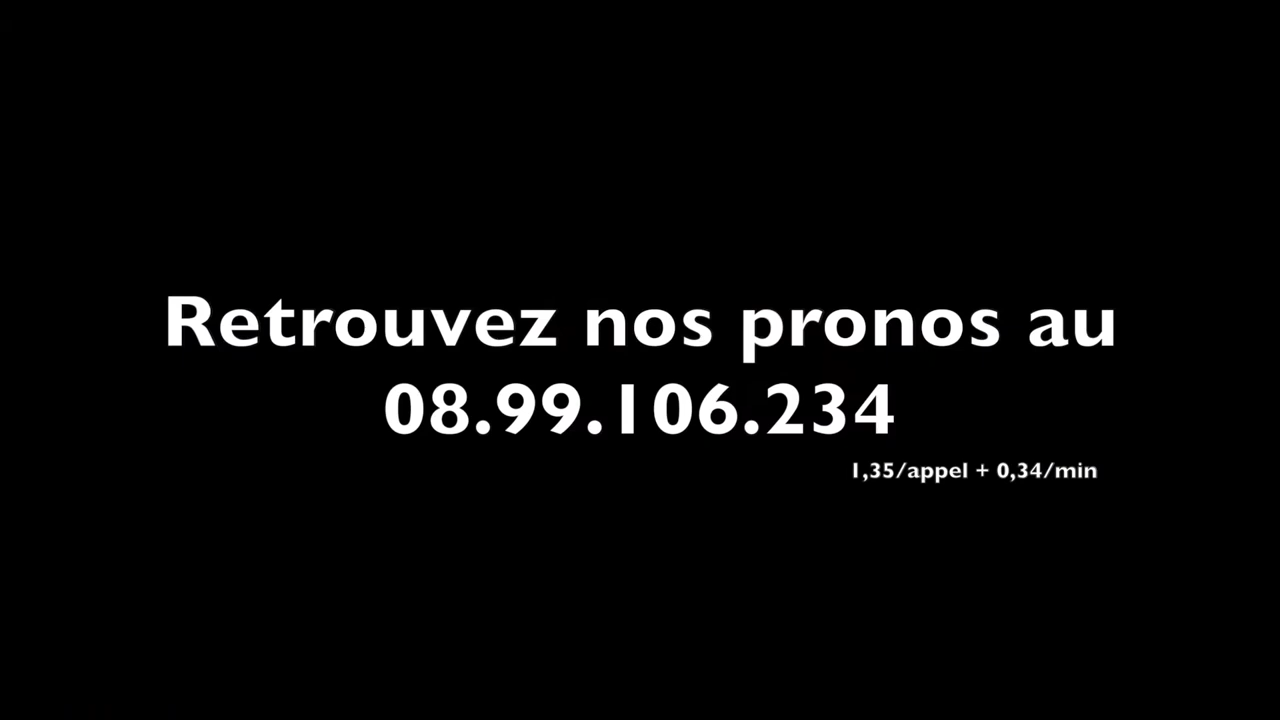 Retrouvez nos pronos au
08.99.106.234
1,35/appel + 0,34/min